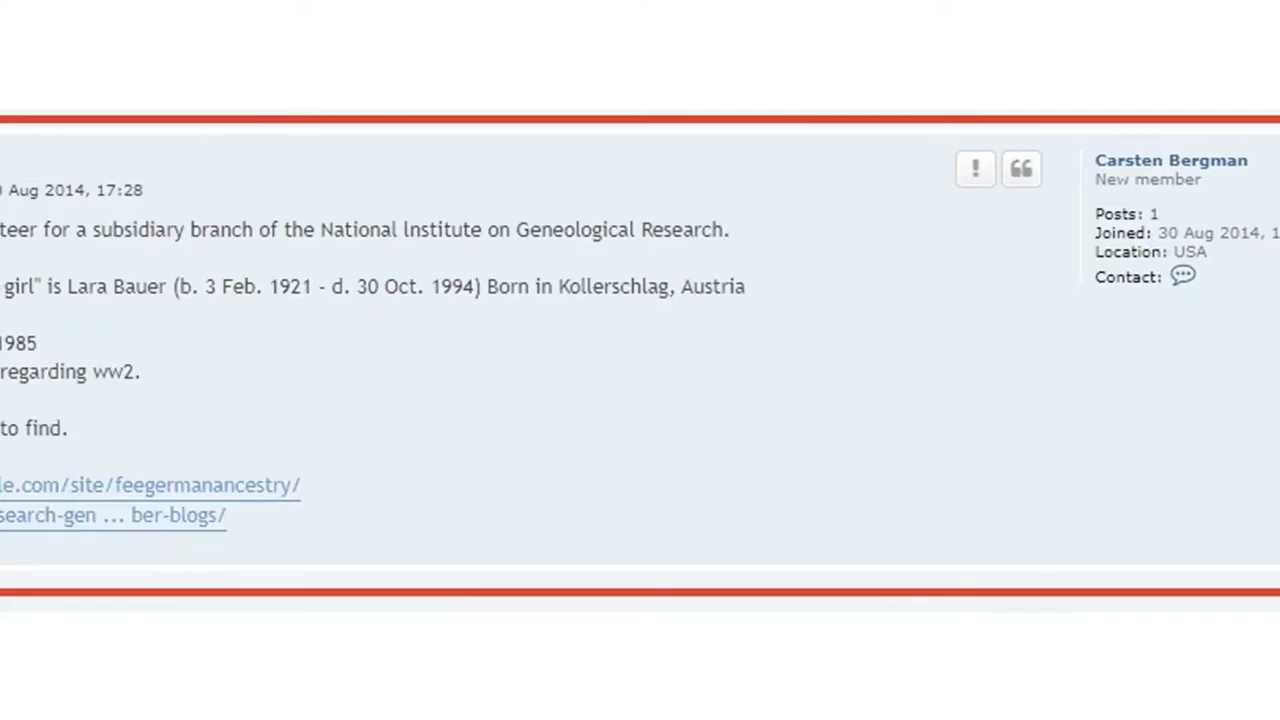 Carsten Bergman
New member
Aug 2014, 17:28
Posts: 1
Joined: 30 Aug 2014, 1
Location: USA
Contact:
teer for a subsidiary branch of the National lnstitute on Geneological Research.
girl" is Lara Bauer (b. 3 Feb. 1921 - d. 30 Oct. 1994) Born in Kollerschlag, Austria
1985
regarding ww2.
to find.
le.com/site/feegermanancestry/
search-gen ... ber-blogs/